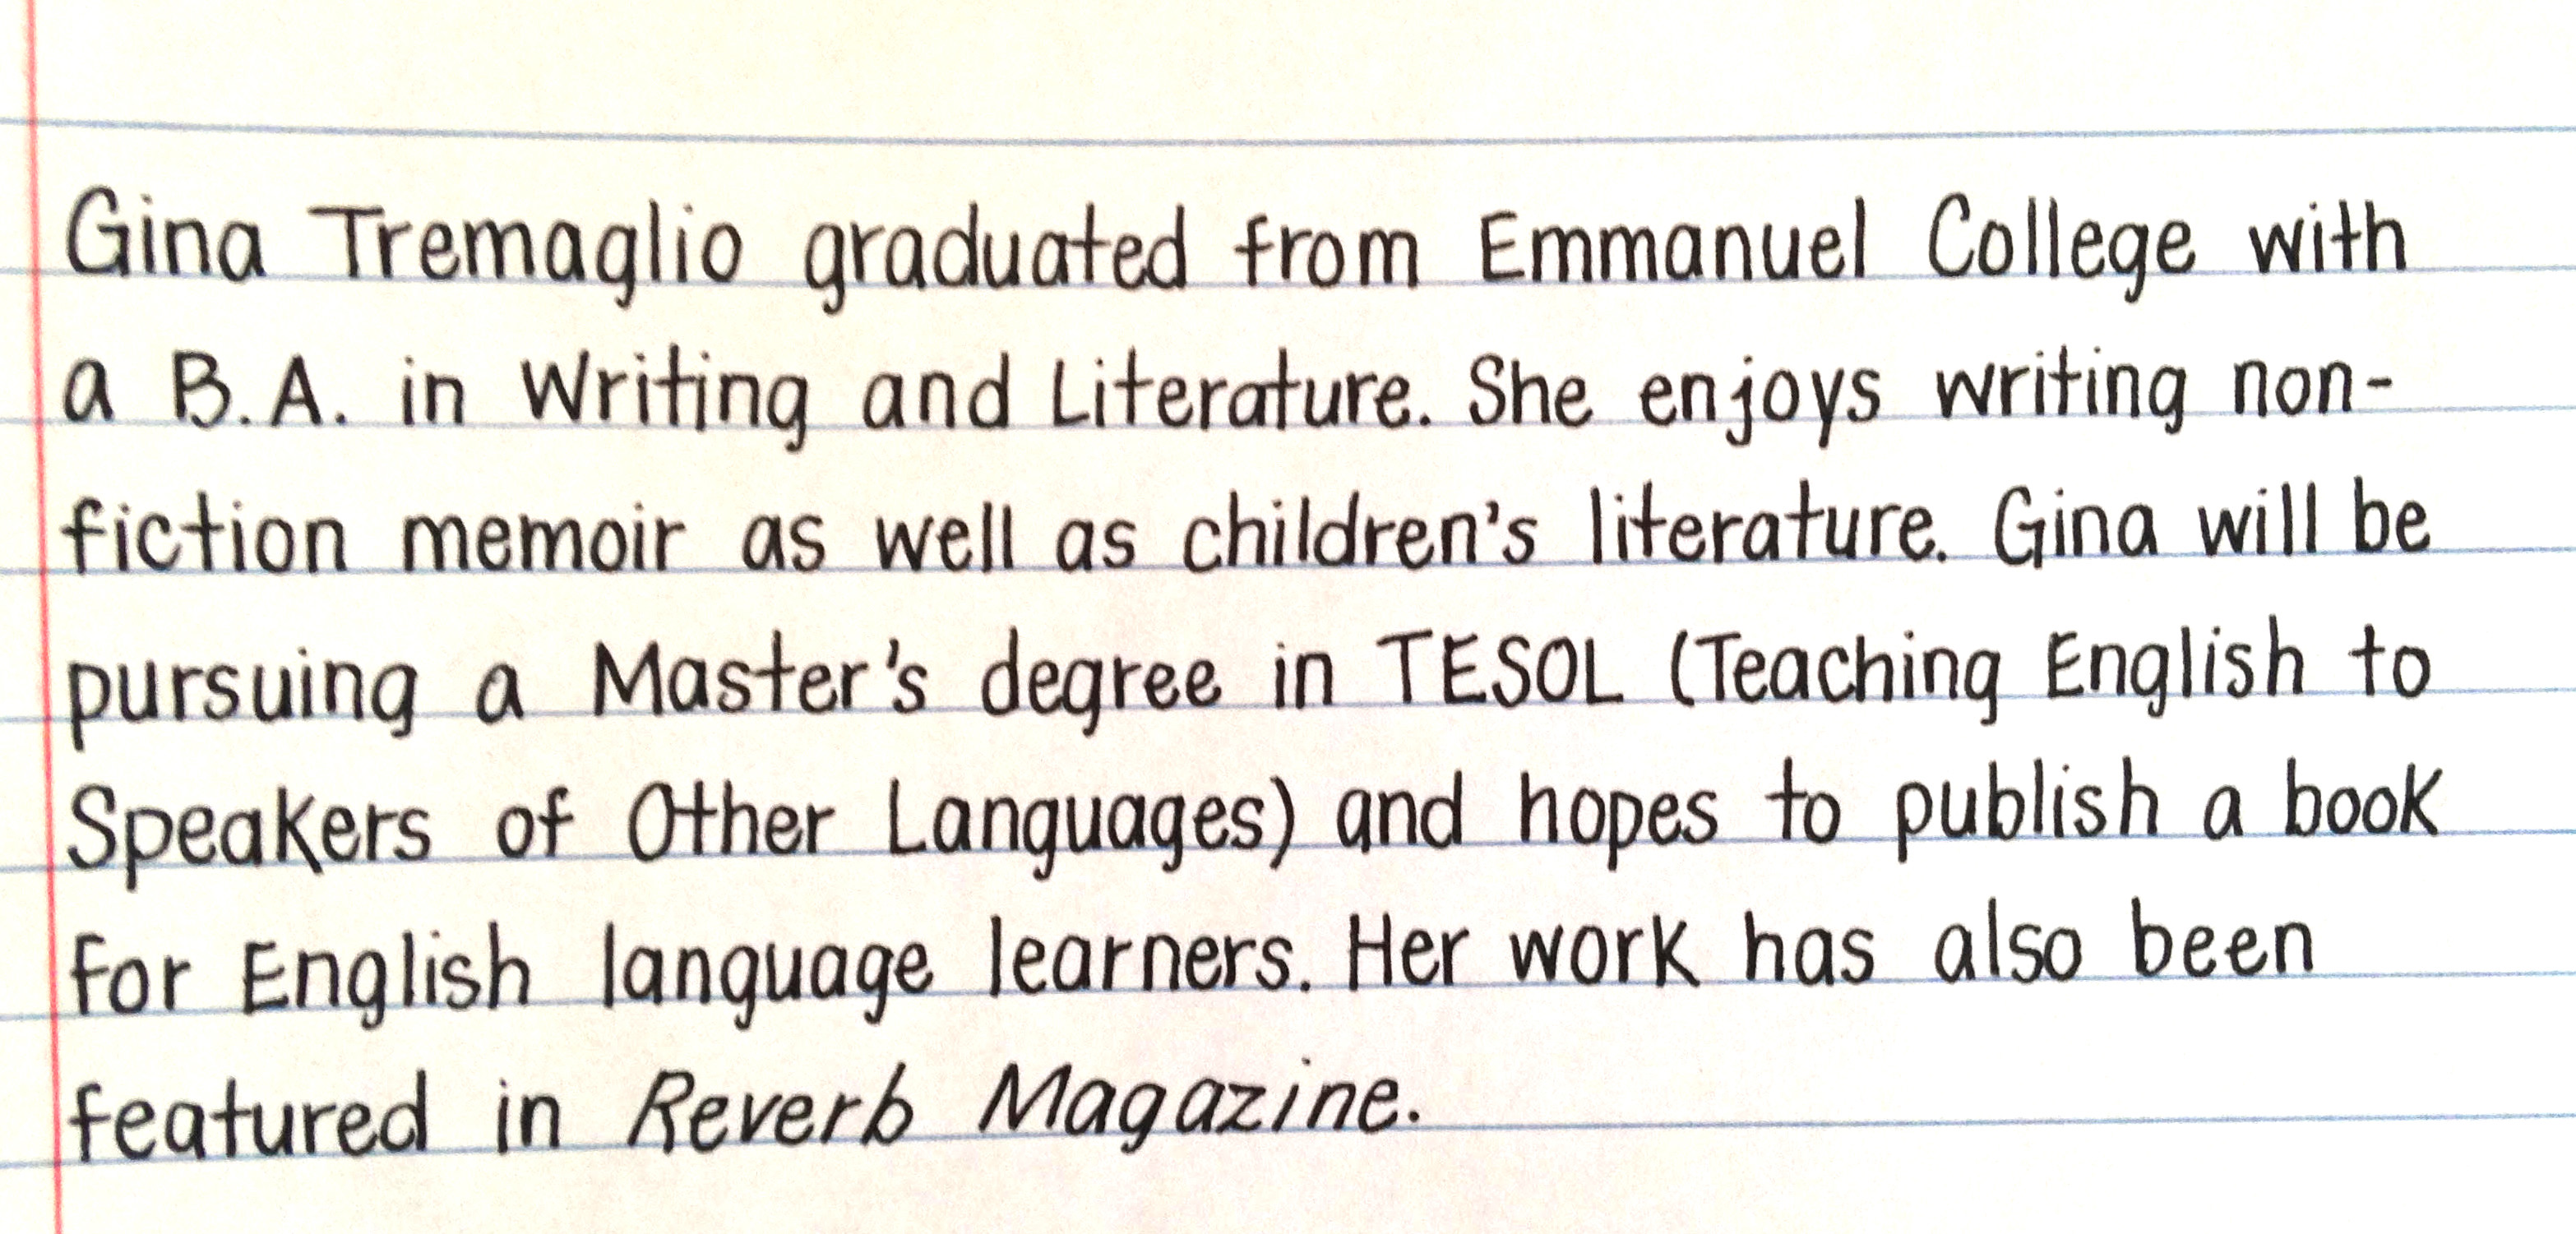 Gina Tremaglio graduated from Emmanuel College with
a B.A. in Writing and Literature. She enjoys writing non-
fiction memoir as well as children's literature. Gina will be
pursuing a Master's degree in TESOL (Teaching English to
Speakers of Other Languages) and hopes to publish a book
for English language learners. Her work has also been
featured in Reverb Magazine.